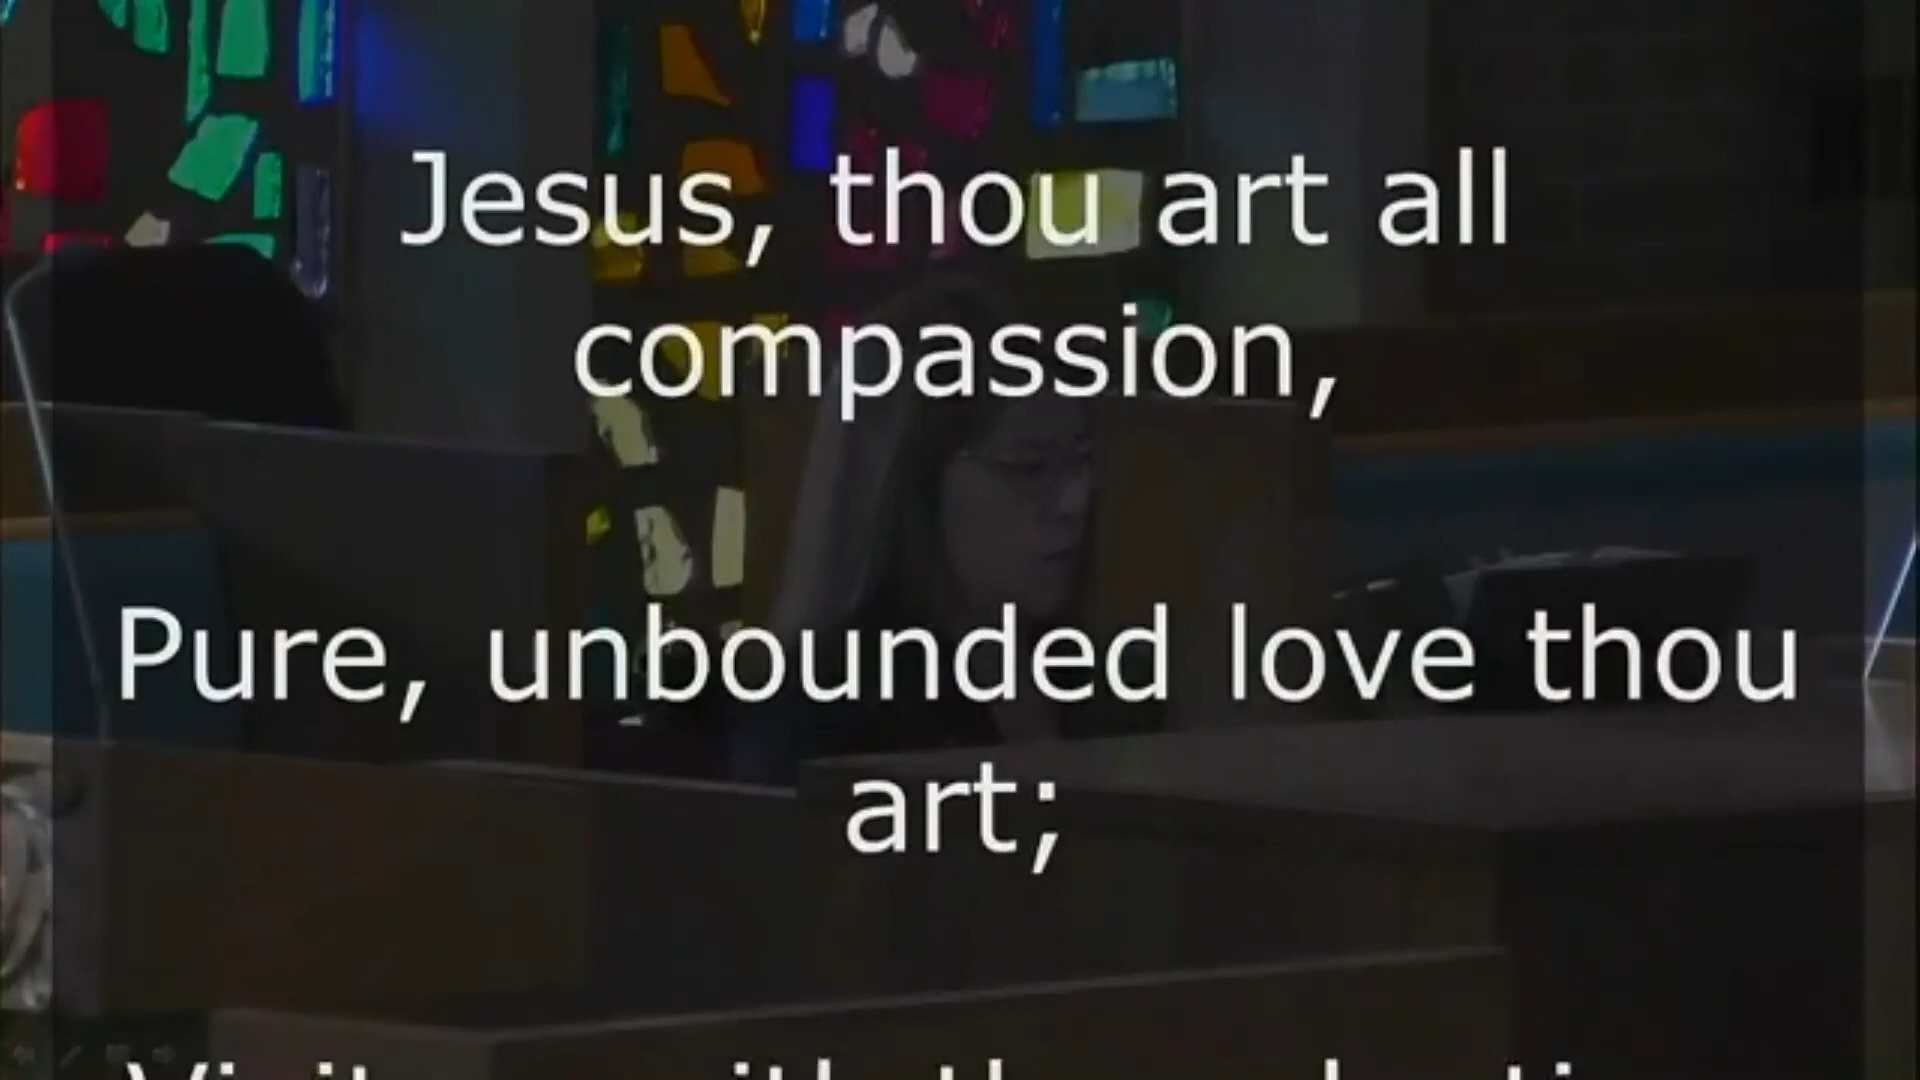 Jesus, thou art all
compassion,
Pure, unbounded love thou
art;